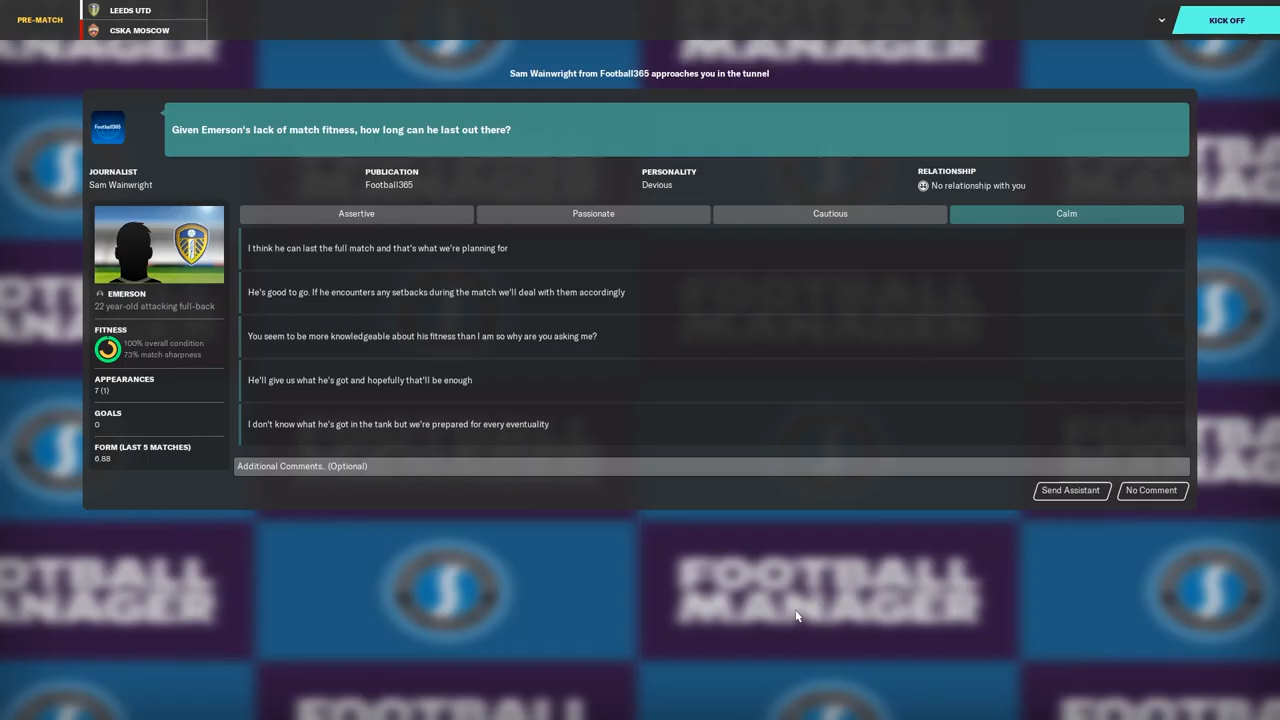 PRE-MATCH
LEEDS UTD
CSKA MOSCOW
KICK OFF
Sam Wainwright from Football365 approaches you in the tunnel
Football365
Given Emerson's lack of match fitness, how long can he last out there?
JOURNALIST
Sam Wainwright
PUBLICATION
Football365
PERSONALITY
Devious
RELATIONSHIP
No relationship with you
Assertive
Passionate
Cautious
Calm
I think he can last the full match and that's what we're planning for
He's good to go. If he encounters any setbacks during the match we'll deal with them accordingly
You seem to be more knowledgeable about his fitness than I am so why are you asking me?
He'll give us what he's got and hopefully that'll be enough
I don't know what he's got in the tank but we're prepared for every eventuality
EMERSON
22 year-old attacking full-back
FITNESS
100% overall condition
73% match sharpness
APPEARANCES
7 (1)
GOALS
0
FORM (LAST 5 MATCHES)
6.88
Additional Comments.. (Optional)
Send Assistant
No Comment
FOOTBALL
MANAGER